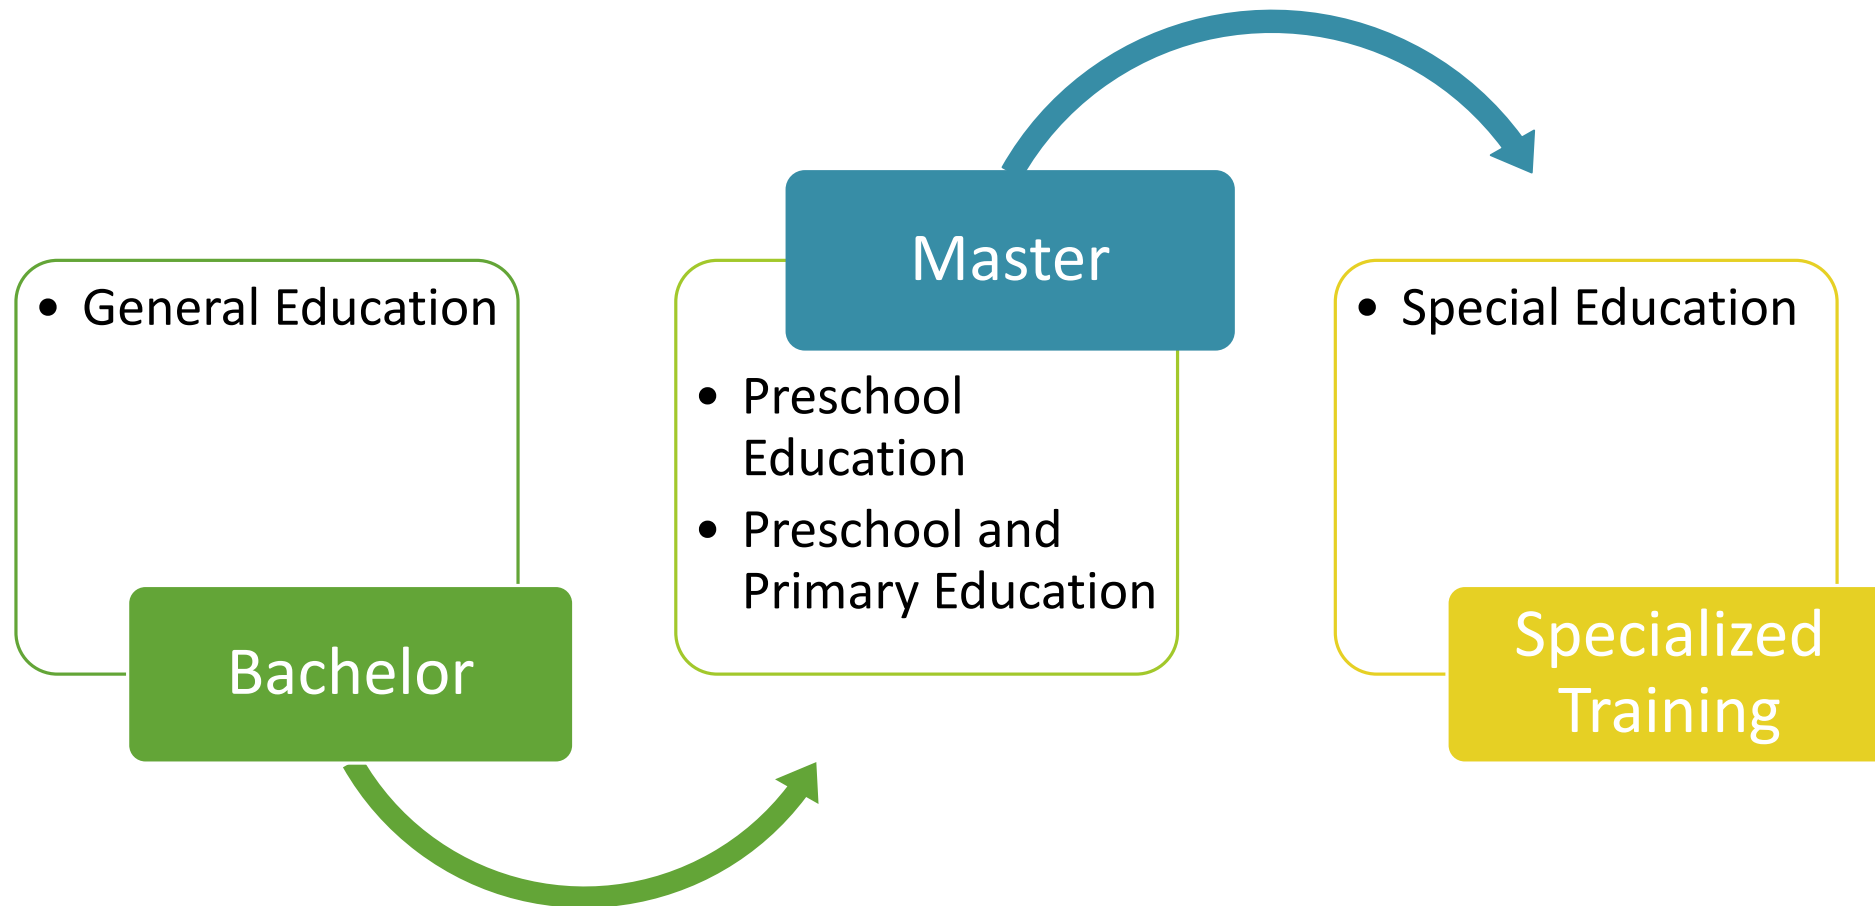 • General Education
Bachelor
Master
• Preschool
Education
• Preschool and
Primary Education
• Special Education
Specialized
Training